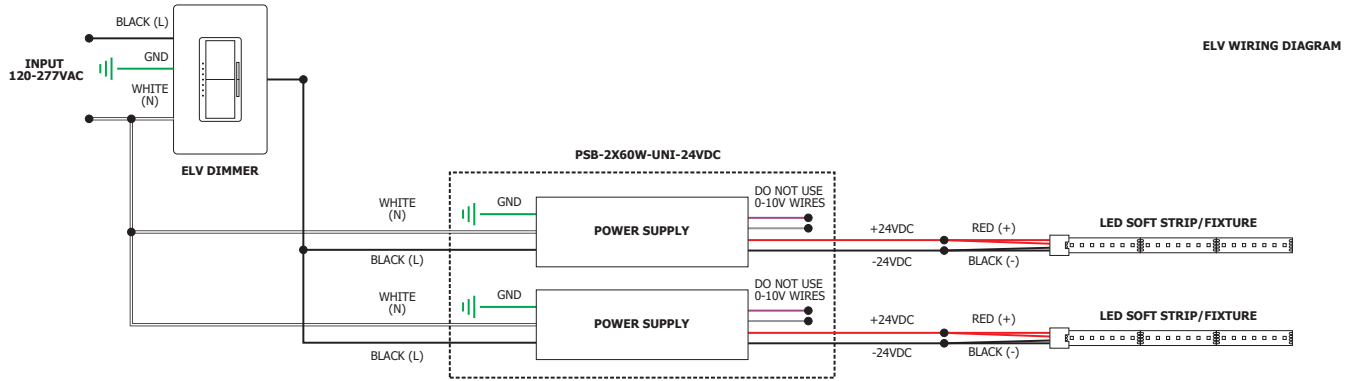 ELV WIRING DIAGRAM
BLACK (L)
GND
INPUT
120-277VAC
WHITE
(N)
ELV DIMMER
PSB-2X60W-UNI-24VDC
WHITE
(N)
GND
POWER SUPPLY
DO NOT USE
0-10V WIRES
BLACK (L)
+24VDC
RED (+)
-24VDC
BLACK (-)
LED SOFT STRIP/FIXTURE
WHITE
(N)
GND
POWER SUPPLY
DO NOT USE
0-10V WIRES
BLACK (L)
+24VDC
RED (+)
-24VDC
BLACK (-)
LED SOFT STRIP/FIXTURE